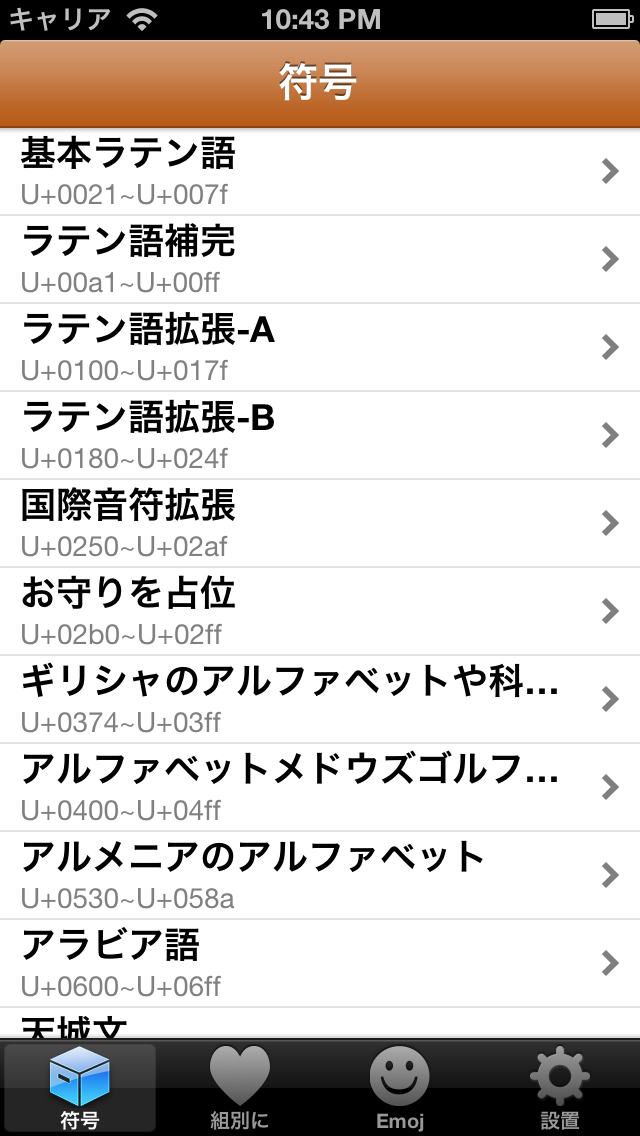 キャリア 10:43 PM
符号
基本ラテン語
U+0021~U+007f
ラテン語補完
U+00a1~U+00ff
ラテン語拡張-A
U+0100~U+017f
ラテン語拡張-B
U+0180~U+024f
国際音符拡張
U+0250~U+02af
お守りを占位
U+02b0~U+02ff
ギリシャのアルファベットや科...
U+0374~U+03ff
アルファベットメドウズゴルフ...
U+0400~U+04ff
アルメニアのアルファベット
U+0530~U+058a
アラビア語
U+0600~U+06ff
天城文
符号 組別に Emoj 設置